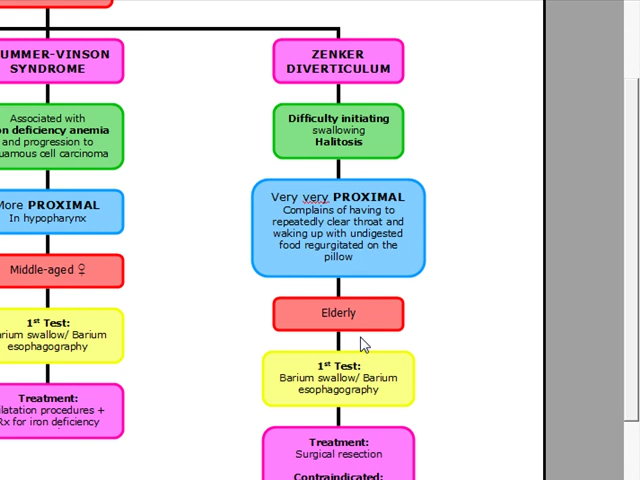 UMMER-VINSON
SYNDROME
Associated with
on deficiency anemia
and progression to
uamous cell carcinoma
More PROXIMAL
In hypopharynx
Middle-aged ♀
1st Test:
arium swallow/ Barium
esophagography
Treatment:
ilatation procedures +
Rx for iron deficiency
ZENKER
DIVERTICULUM
Difficulty initiating
swallowing
Halitosis
Very very PROXIMAL
Complains of having to
repeatedly clear throat and
waking up with undigested
food regurgitated on the
pillow
Elderly
1st Test:
Barium swallow/ Barium
esophagography
Treatment:
Surgical resection
Contraindicated: